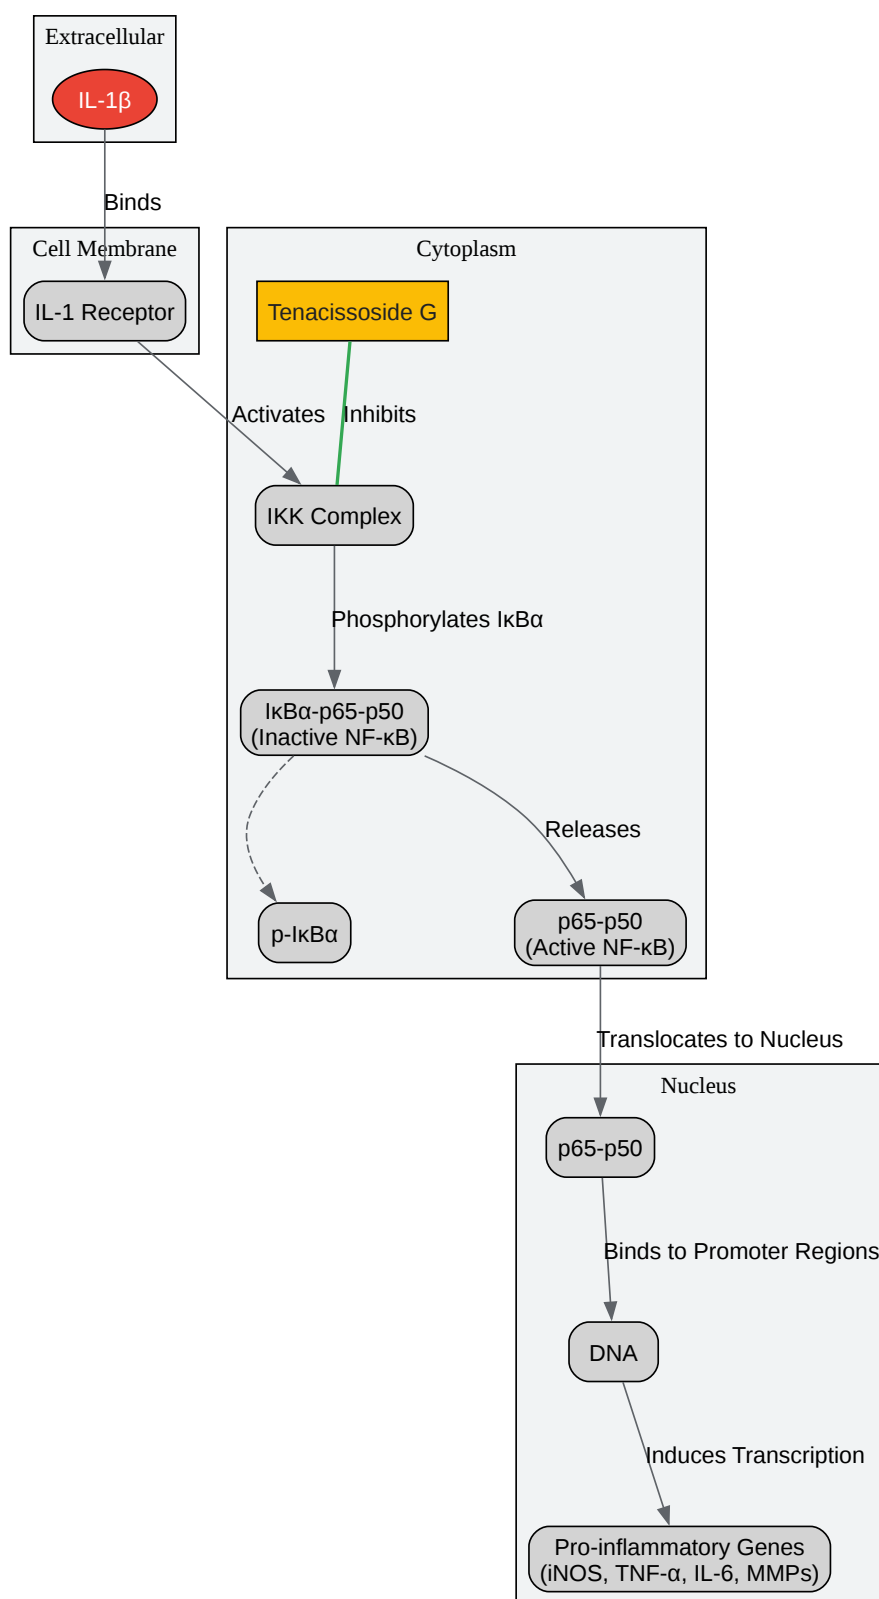 Extracellular
IL-1β
Binds
Cell Membrane
IL-1 Receptor
Cytoplasm
Tenacissoside G
Activates
Inhibits
IKK Complex
Phosphorylates IκBα
IκBα-p65-p50
(Inactive NF-κB)
Releases
p-IκBα
p65-p50
(Active NF-κB)
Translocates to Nucleus
Nucleus
p65-p50
Binds to Promoter Regions
DNA
Induces Transcription
Pro-inflammatory Genes
(iNOS, TNF-α, IL-6, MMPs)